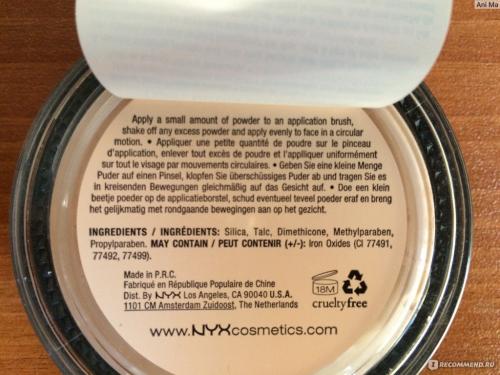 Ani Ma
Apply a small amount of powder to an application brush,
shake off any excess powder and apply evenly to face in a circular
motion. • Appliquer une petite quantité de poudre sur le pinceau
d'application, enlever tout excès de poudre et l'appliquer uniformément
sur tout le visage par mouvements circulaires. • Geben Sie eine kleine Menge
Puder auf einen Pinsel, klopfen Sie überschüssiges Puder ab und tragen Sie es
in kreisenden Bewegungen gleichmäßig auf das Gesicht auf. • Doe een klein
beetje poeder op de applicatieborstel, schud eventueel teveel poeder eraf en breng
het gelijkmatig met rondgaande bewegingen aan op het gezicht.
INGREDIENTS / INGRÉDIENTS: Silica, Talc, Dimethicone, Methylparaben,
Propylparaben. MAY CONTAIN / PEUT CONTENIR (+/-): Iron Oxides (CI 77491,
77492, 77499).
Made in P.R.C.
Fabriqué en République Populaire de Chine
Dist. By NYX Los Angeles, CA 90040 U.S.A.
1101 CM Amsterdam Zuidoost, The Netherlands
18M
crueltyfree
www.NYXcosmetics.com
RECOMMEND.RU